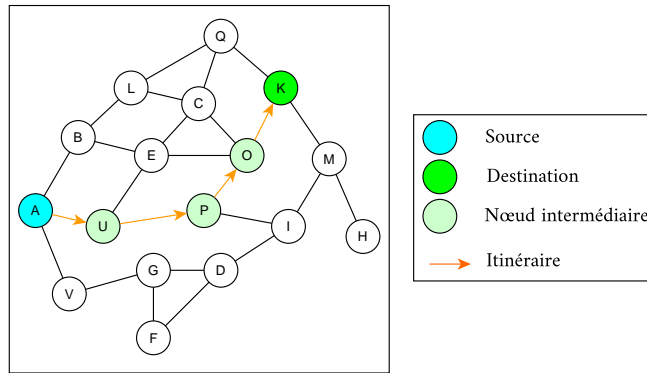 Q
L
K
C
B
E
O
M
A
U
P
I
H
V
G
D
F
Source
Destination
Nœud intermédiaire
Itinéraire